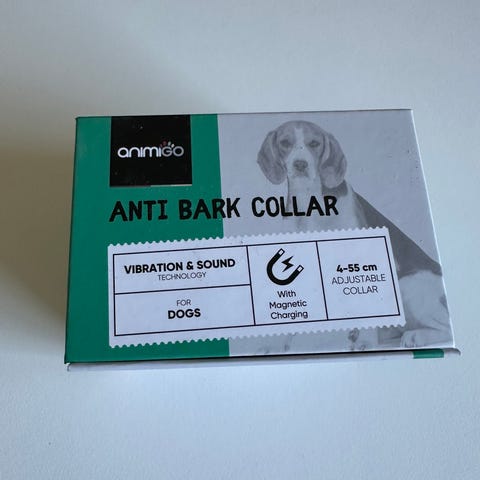 animiGO
ANTI BARK COLLAR
VIBRATION & SOUND
TECHNOLOGY
FOR
DOGS
With
Magnetic
Charging
4-55 cm
ADJUSTABLE
COLLAR